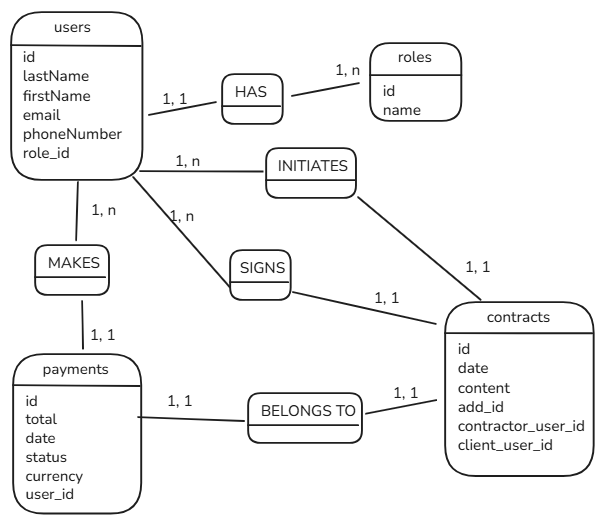 users
id
lastName
firstName
email
phoneNumber
role_id
1, 1
HAS
1, n
roles
id
name
1, n
INITIATES
1, 1
1, n
SIGNS
1, 1
1, n
MAKES
1, 1
contracts
id
date
content
add_id
contractor_user_id
client_user_id
payments
id
total
date
status
currency
user_id
1, 1
BELONGS TO
1, 1